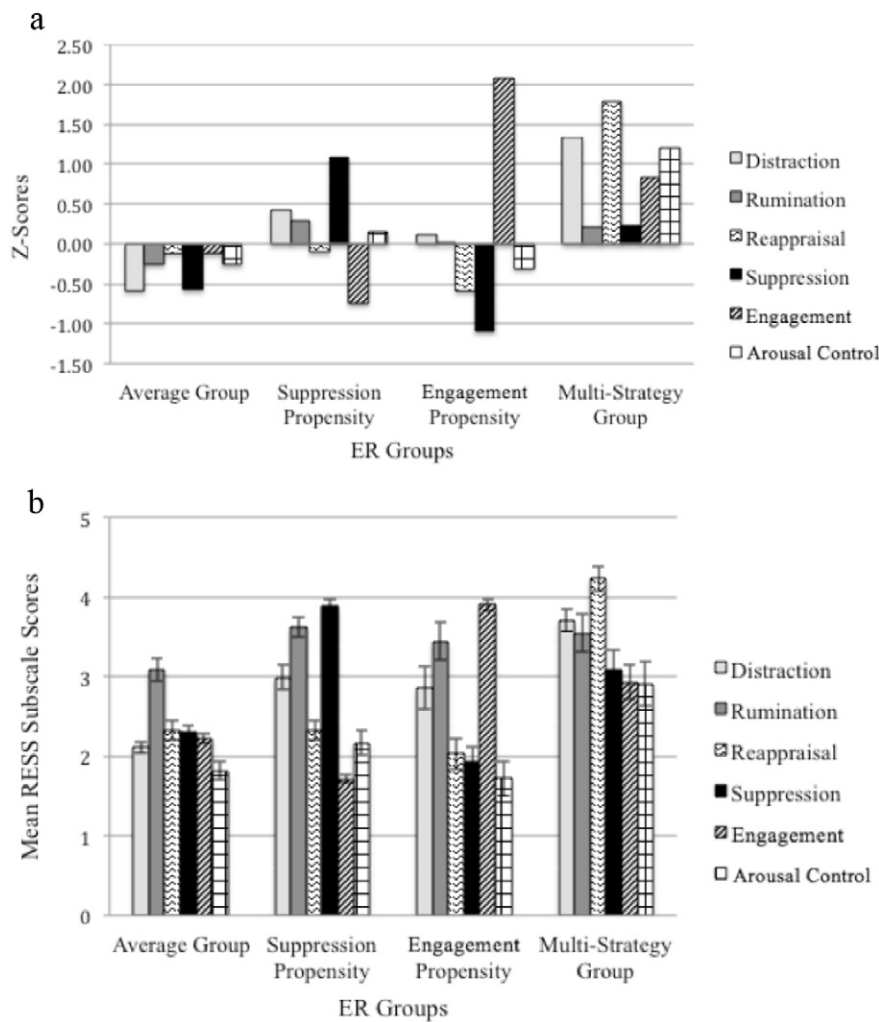 a
2.50
2.00
1.50
1.00
0.50
0.00
-0.50
-1.00
-1.50
Z-Scores
Average Group
Suppression
Propensity
Engagement
Propensity
Multi-Strategy
Group
ER Groups
Distraction
Rumination
Reappraisal
Suppression
Engagement
Arousal Control
b
5
4
3
2
1
0
Mean RESS Subscale Scores
Average Group
Suppression
Propensity
Engagement
Propensity
Multi-Strategy
Group
ER Groups
Distraction
Rumination
Reappraisal
Suppression
Engagement
Arousal Control